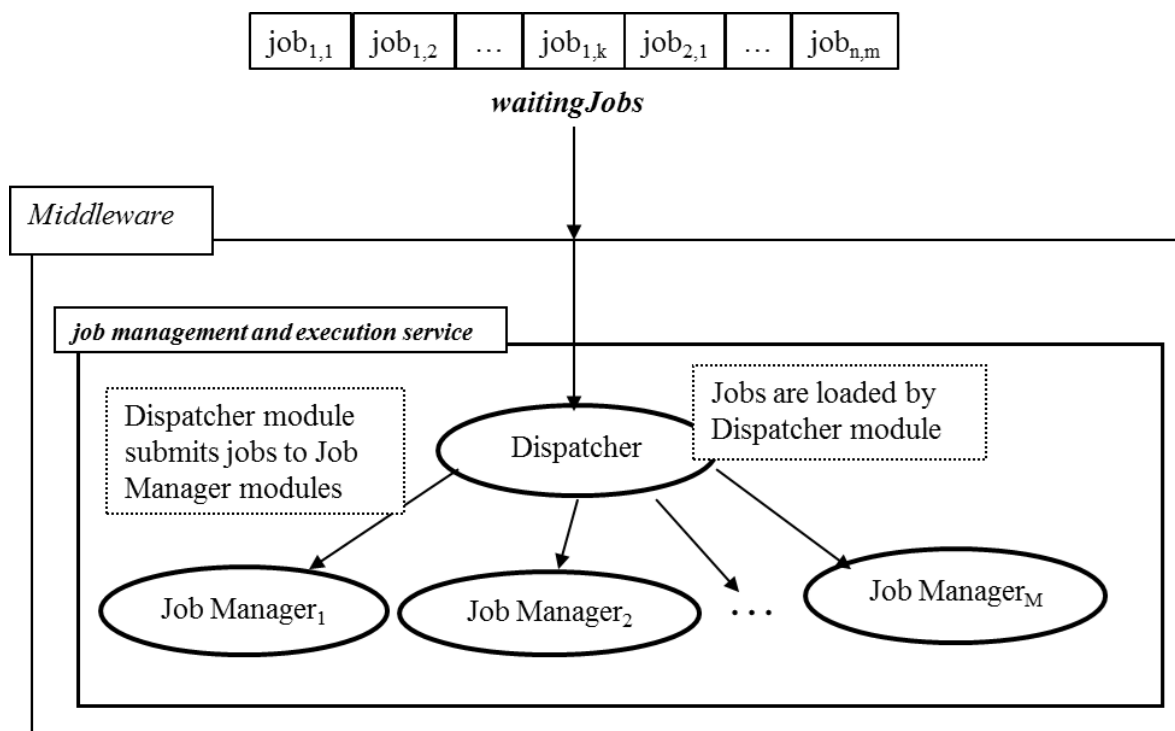 job1,1 job1,2 … job1,k job2,1 … jobn,m
waitingJobs
Middleware
job management and execution service
Dispatcher module
submits jobs to Job
Manager modules
Jobs are loaded by
Dispatcher module
Dispatcher
Job Manager1
Job Manager2
…
Job ManagerM